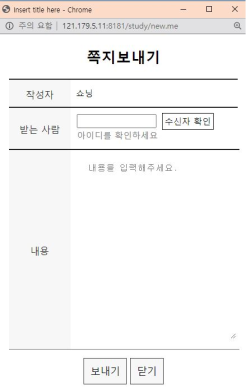 Insert title here - Chrome
주의 요함 | 121.179.5.11:8181/study/new.me
쪽지보내기
작성자 쇼닝
받는 사람 수신자 확인
아이디를 확인하세요
내용 내용을 입력해주세요.
보내기 닫기